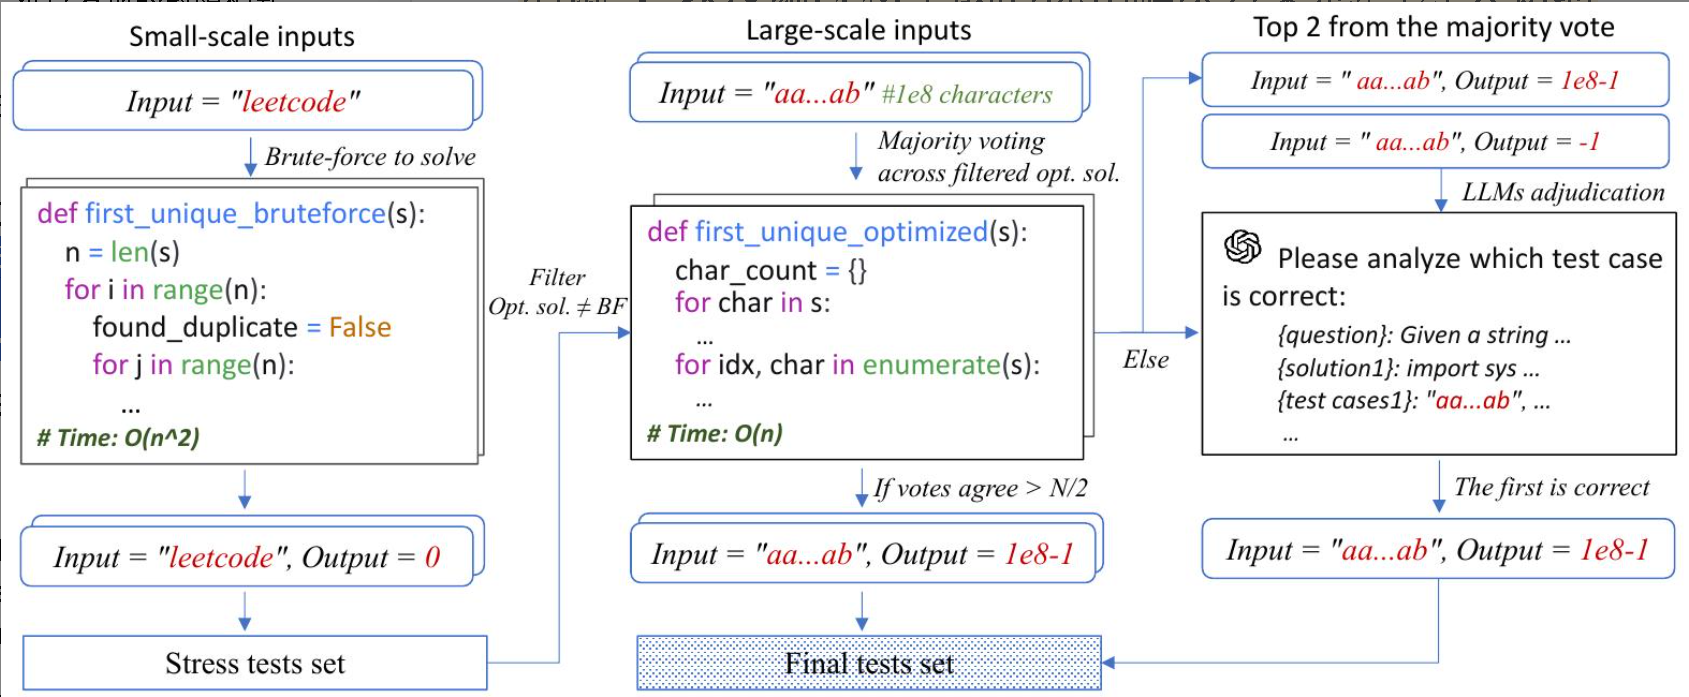 Small-scale inputs
Input = "leetcode"
Brute-force to solve
def first_unique_bruteforce(s):
n = len(s)
for i in range(n):
found_duplicate = False
for j in range(n):
...
# Time: O(n^2)
Input = "leetcode", Output = 0
Stress tests set
Filter
Opt. sol. ≠ BF
Large-scale inputs
Input = "aa...ab" #1e8 characters
Majority voting
across filtered opt. sol.
def first_unique_optimized(s):
char_count = {}
for char in s:
...
for idx, char in enumerate(s):
...
# Time: O(n)
If votes agree > N/2
Input = "aa...ab", Output = 1e8-1
Final tests set
Else
Top 2 from the majority vote
Input = " aa...ab", Output = 1e8-1
Input = " aa...ab", Output = -1
LLMs adjudication
Please analyze which test case
is correct:
{question}: Given a string ...
{solution1}: import sys ...
{test cases1}: "aa...ab", ...
...
The first is correct
Input = "aa...ab", Output = 1e8-1